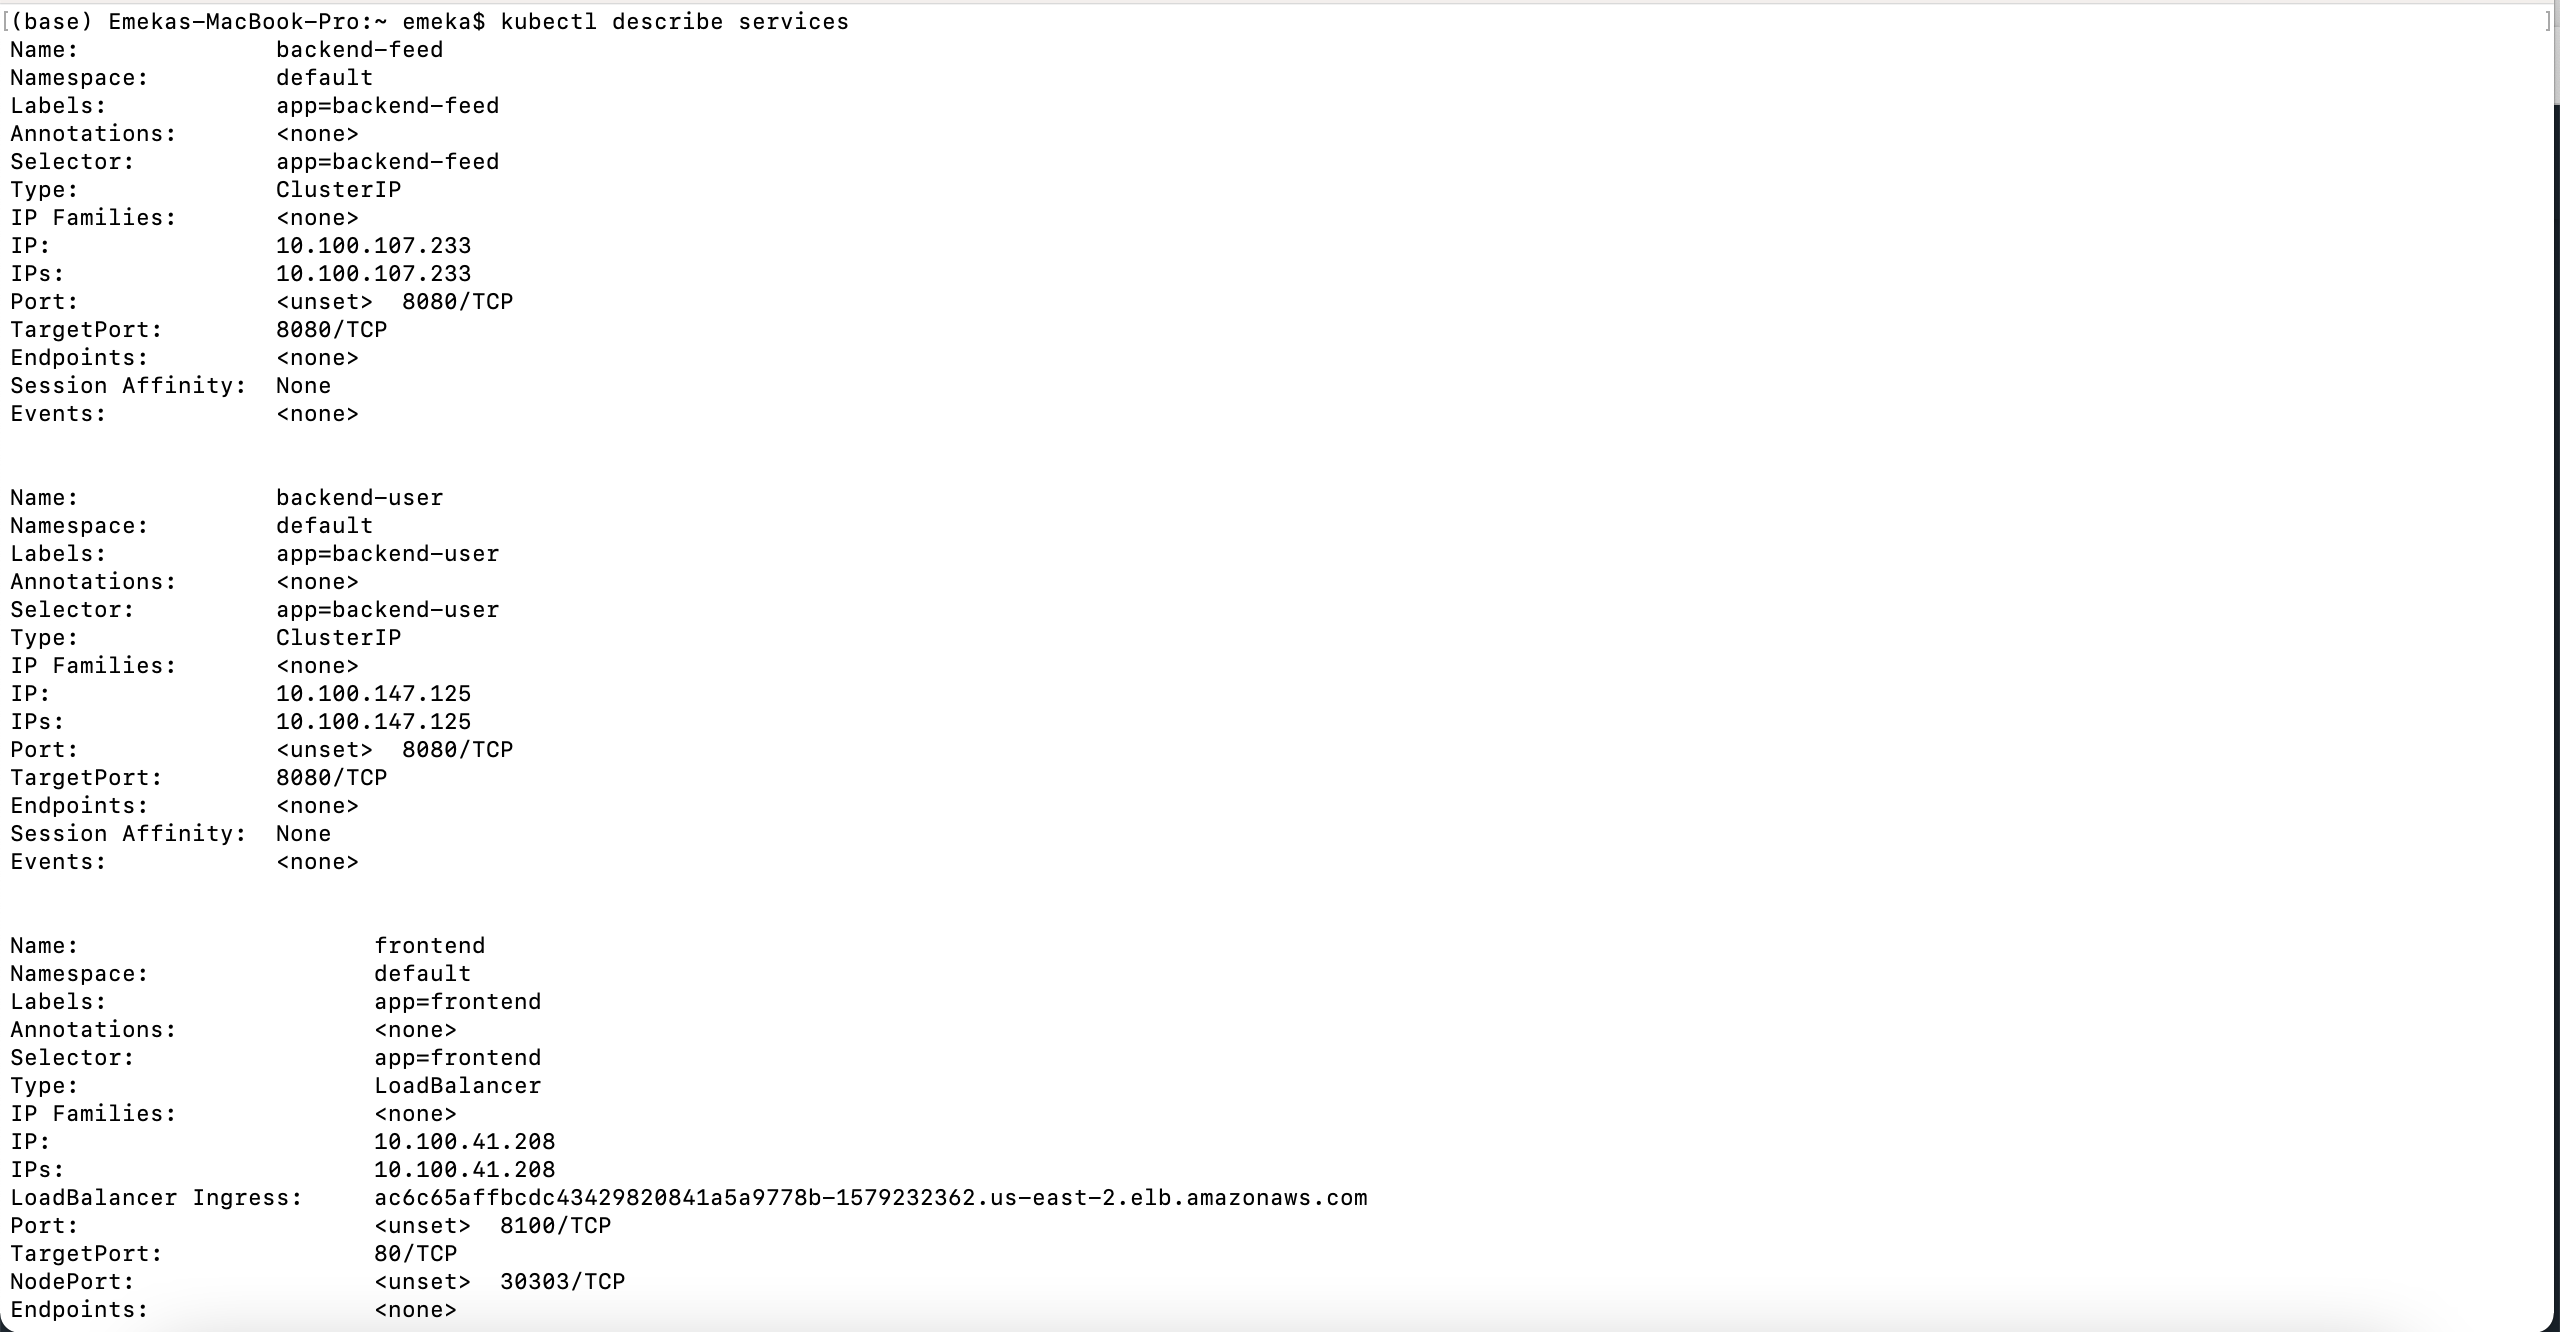 [(base) Emekas-MacBook-Pro:~ emeka$ kubectl describe services ]
Name: backend-feed
Namespace: default
Labels: app=backend-feed
Annotations: <none>
Selector: app=backend-feed
Type: ClusterIP
IP Families: <none>
IP: 10.100.107.233
IPs: 10.100.107.233
Port: <unset> 8080/TCP
TargetPort: 8080/TCP
Endpoints: <none>
Session Affinity: None
Events: <none>
Name: backend-user
Namespace: default
Labels: app=backend-user
Annotations: <none>
Selector: app=backend-user
Type: ClusterIP
IP Families: <none>
IP: 10.100.147.125
IPs: 10.100.147.125
Port: <unset> 8080/TCP
TargetPort: 8080/TCP
Endpoints: <none>
Session Affinity: None
Events: <none>
Name: frontend
Namespace: default
Labels: app=frontend
Annotations: <none>
Selector: app=frontend
Type: LoadBalancer
IP Families: <none>
IP: 10.100.41.208
IPs: 10.100.41.208
LoadBalancer Ingress: ac6c65affbcdc43429820841a5a9778b-1579232362.us-east-2.elb.amazonaws.com
Port: <unset> 8100/TCP
TargetPort: 80/TCP
NodePort: <unset> 30303/TCP
Endpoints: <none>